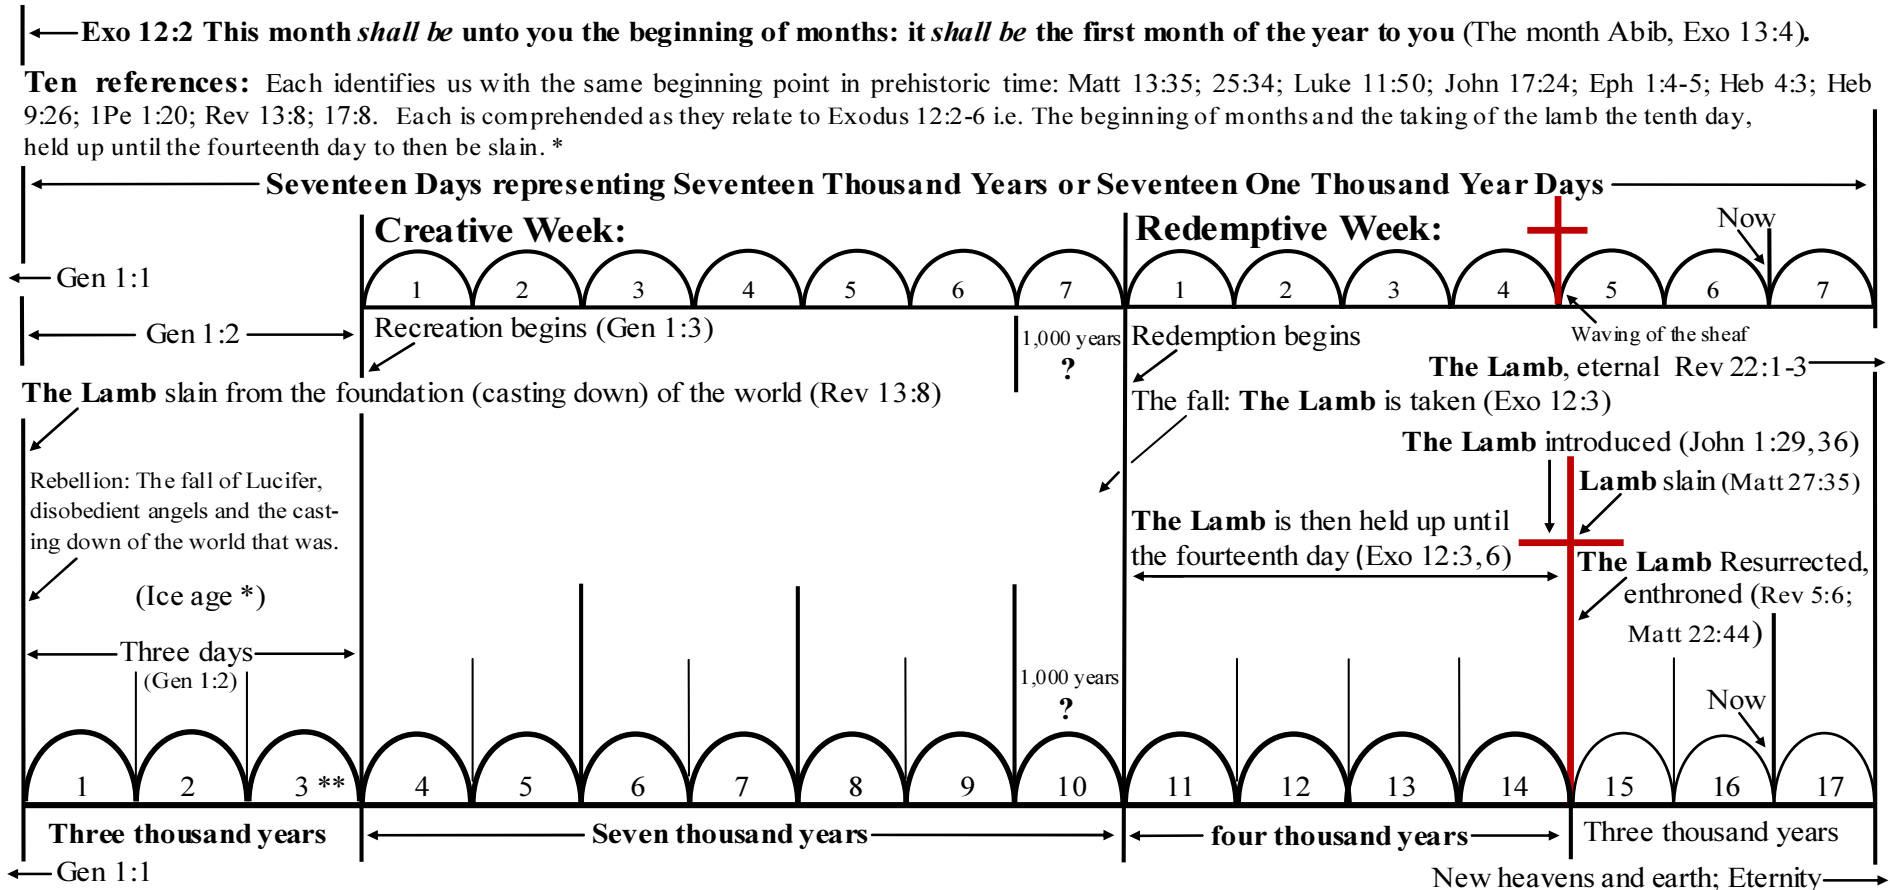 Exo 12:2 This month shall be unto you the beginning of months: it shall be the first month of the year to you (The month Abib, Exo 13:4).
Ten references: Each identifies us with the same beginning point in prehistoric time: Matt 13:35; 25:34; Luke 11:50; John 17:24; Eph 1:4-5; Heb 4:3; Heb
9:26; 1Pe 1:20; Rev 13:8; 17:8. Each is comprehended as they relate to Exodus 12:2-6 i.e. The beginning of months and the taking of the lamb the tenth day,
held up until the fourteenth day to then be slain. *
Seventeen Days representing Seventeen Thousand Years or Seventeen One Thousand Year Days
Creative Week:
Redemptive Week:
Now
Gen 1:1
1 2 3 4 5 6 7
1 2 3 4 5 6 7
Gen 1:2
Recreation begins (Gen 1:3)
1,000 years
?
Redemption begins
Waving of the sheaf
The Lamb, eternal Rev 22:1-3
The Lamb slain from the foundation (casting down) of the world (Rev 13:8)
The fall: The Lamb is taken (Exo 12:3)
The Lamb introduced (John 1:29,36)
Rebellion: The fall of Lucifer,
disobedient angels and the cast-
ing down of the world that was.
Lamb slain (Matt 27:35)
The Lamb is then held up until
the fourteenth day (Exo 12:3,6)
The Lamb Resurrected,
enthroned (Rev 5:6;
Matt 22:44)
(Ice age *)
Three days
(Gen 1:2)
1,000 years
?
Now
1 2 3 ** 4 5 6 7 8 9 10 11 12 13 14 15 16 17
Three thousand years
Seven thousand years
four thousand years
Three thousand years
Gen 1:1
New heavens and earth; Eternity